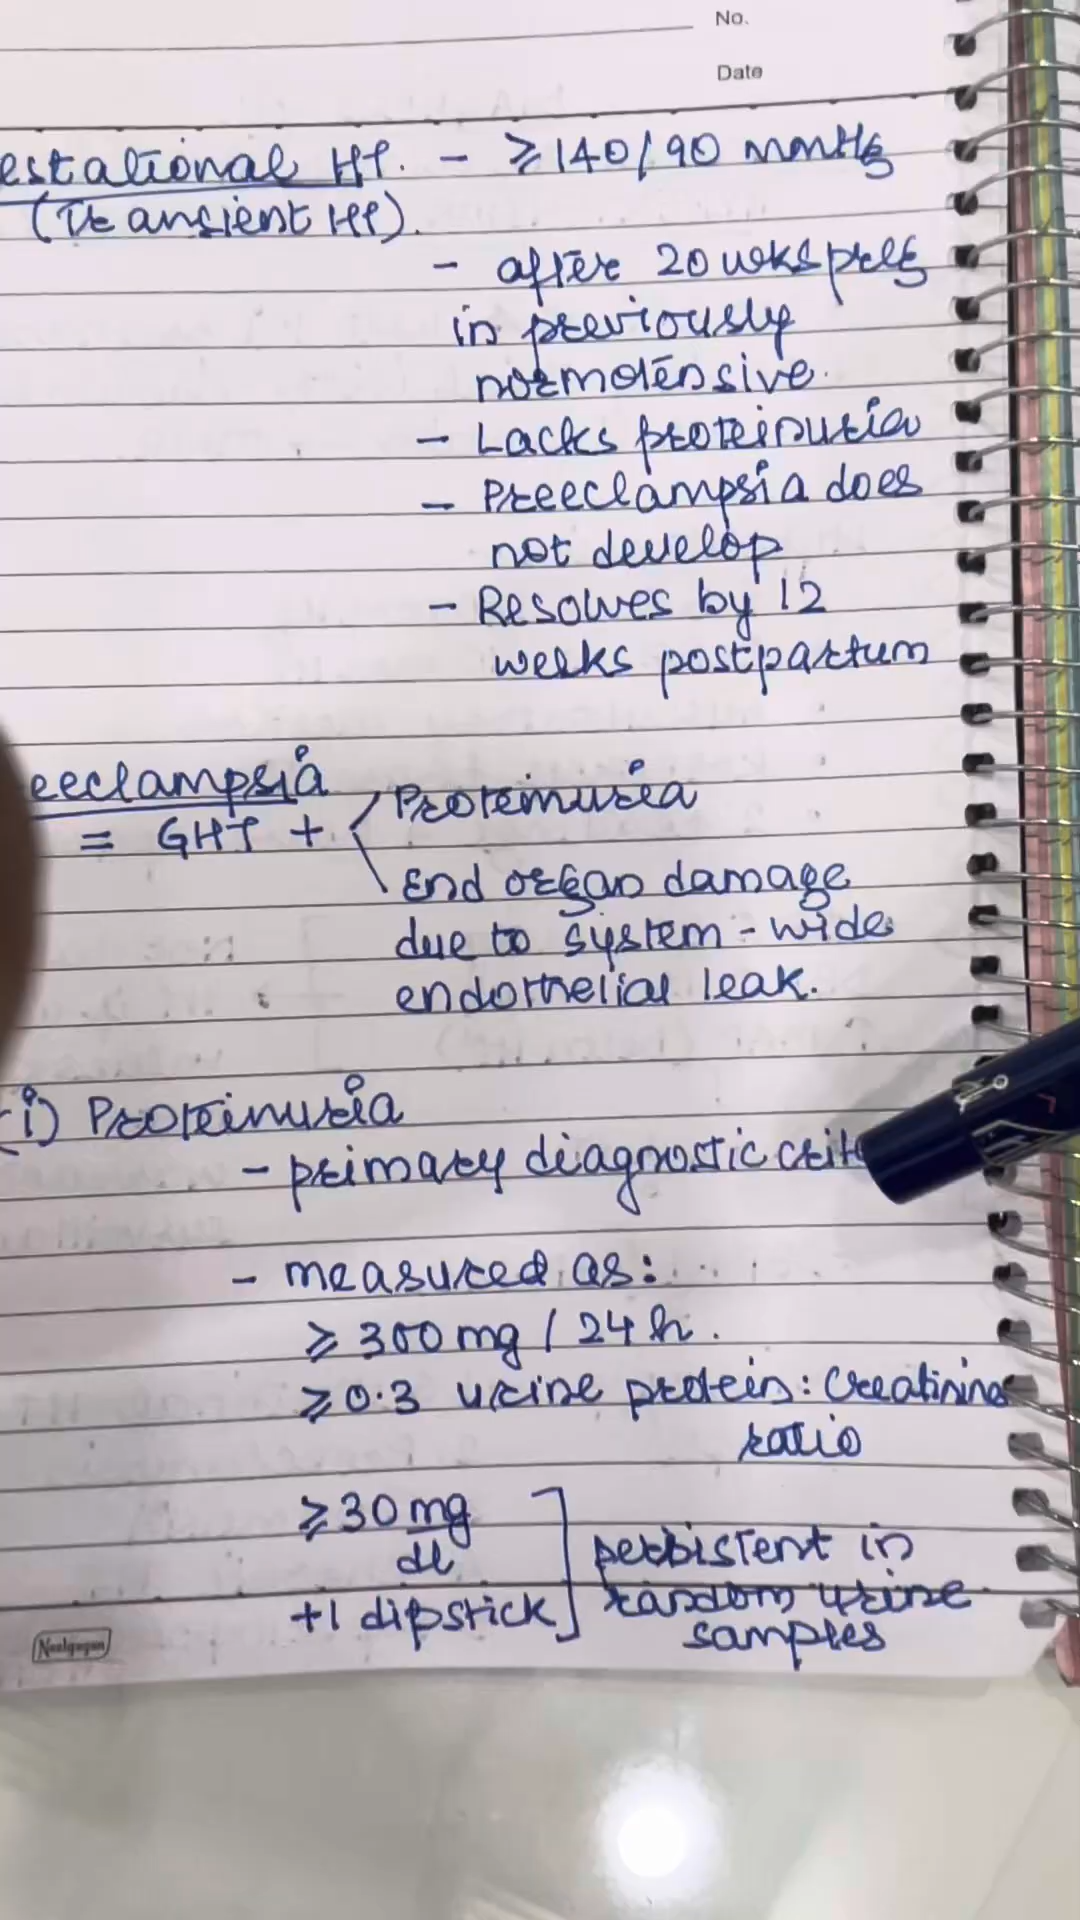 No.
Date
estational HT. - ≥140/90 mmHg
(Transient HT).
- after 20 wks preg
in previously
normotensive.
- Lacks proteinuria
- Preeclampsia does
not develop
- Resolves by 12
weeks postpartum
eeclampsia
= GHT + Proteinuria
End organ damage
due to system-wide
endothelial leak.
(i) Proteinuria
- primary diagnostic crite
- measured as:
≥ 300 mg / 24 h.
≥ 0.3 urine protein: Creatinine
ratio
≥ 30 mg
dl
+1 dipstick
persistent in
random urine
samples
Neelgagan